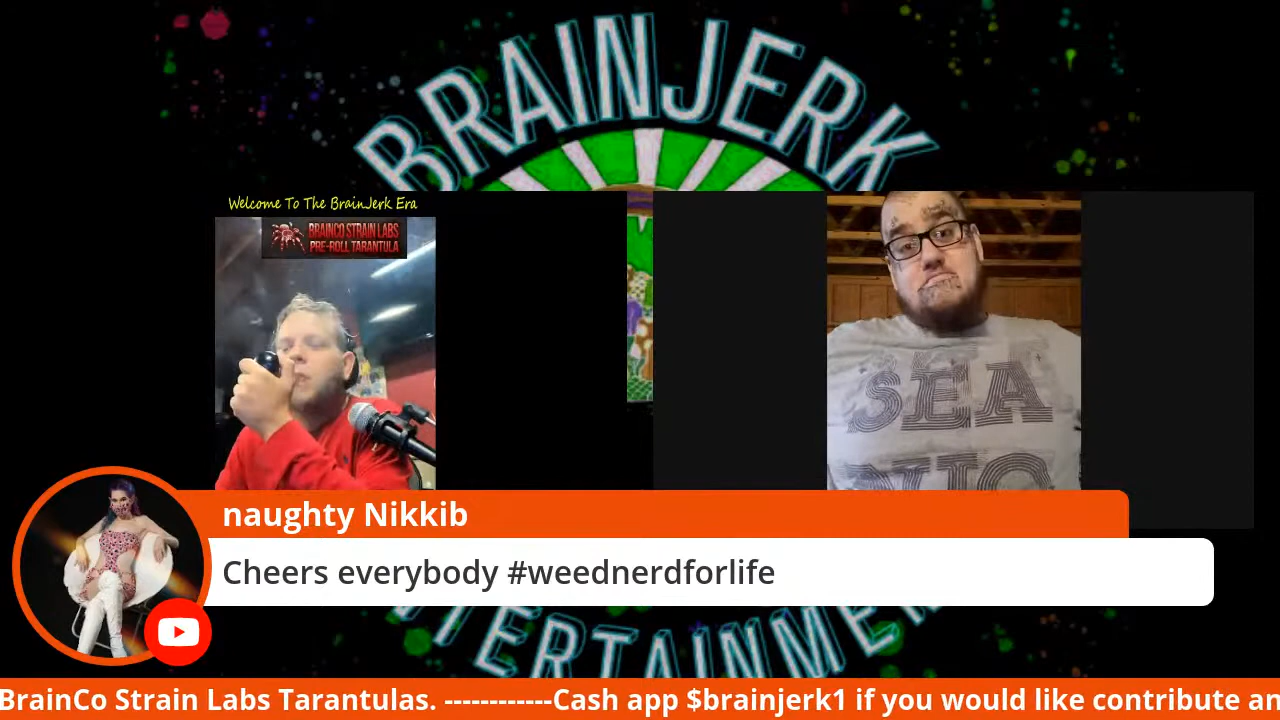 BRAINJERK
Welcome To The BrainJerk Era
BRAINCO STRAIN LABS
PRE-ROLL TARANTULA
SEA
naughty Nikkib
Cheers everybody #weednerdforlife
BrainCo Strain Labs Tarantulas. ------------Cash app $brainjerk1 if you would like contribute an